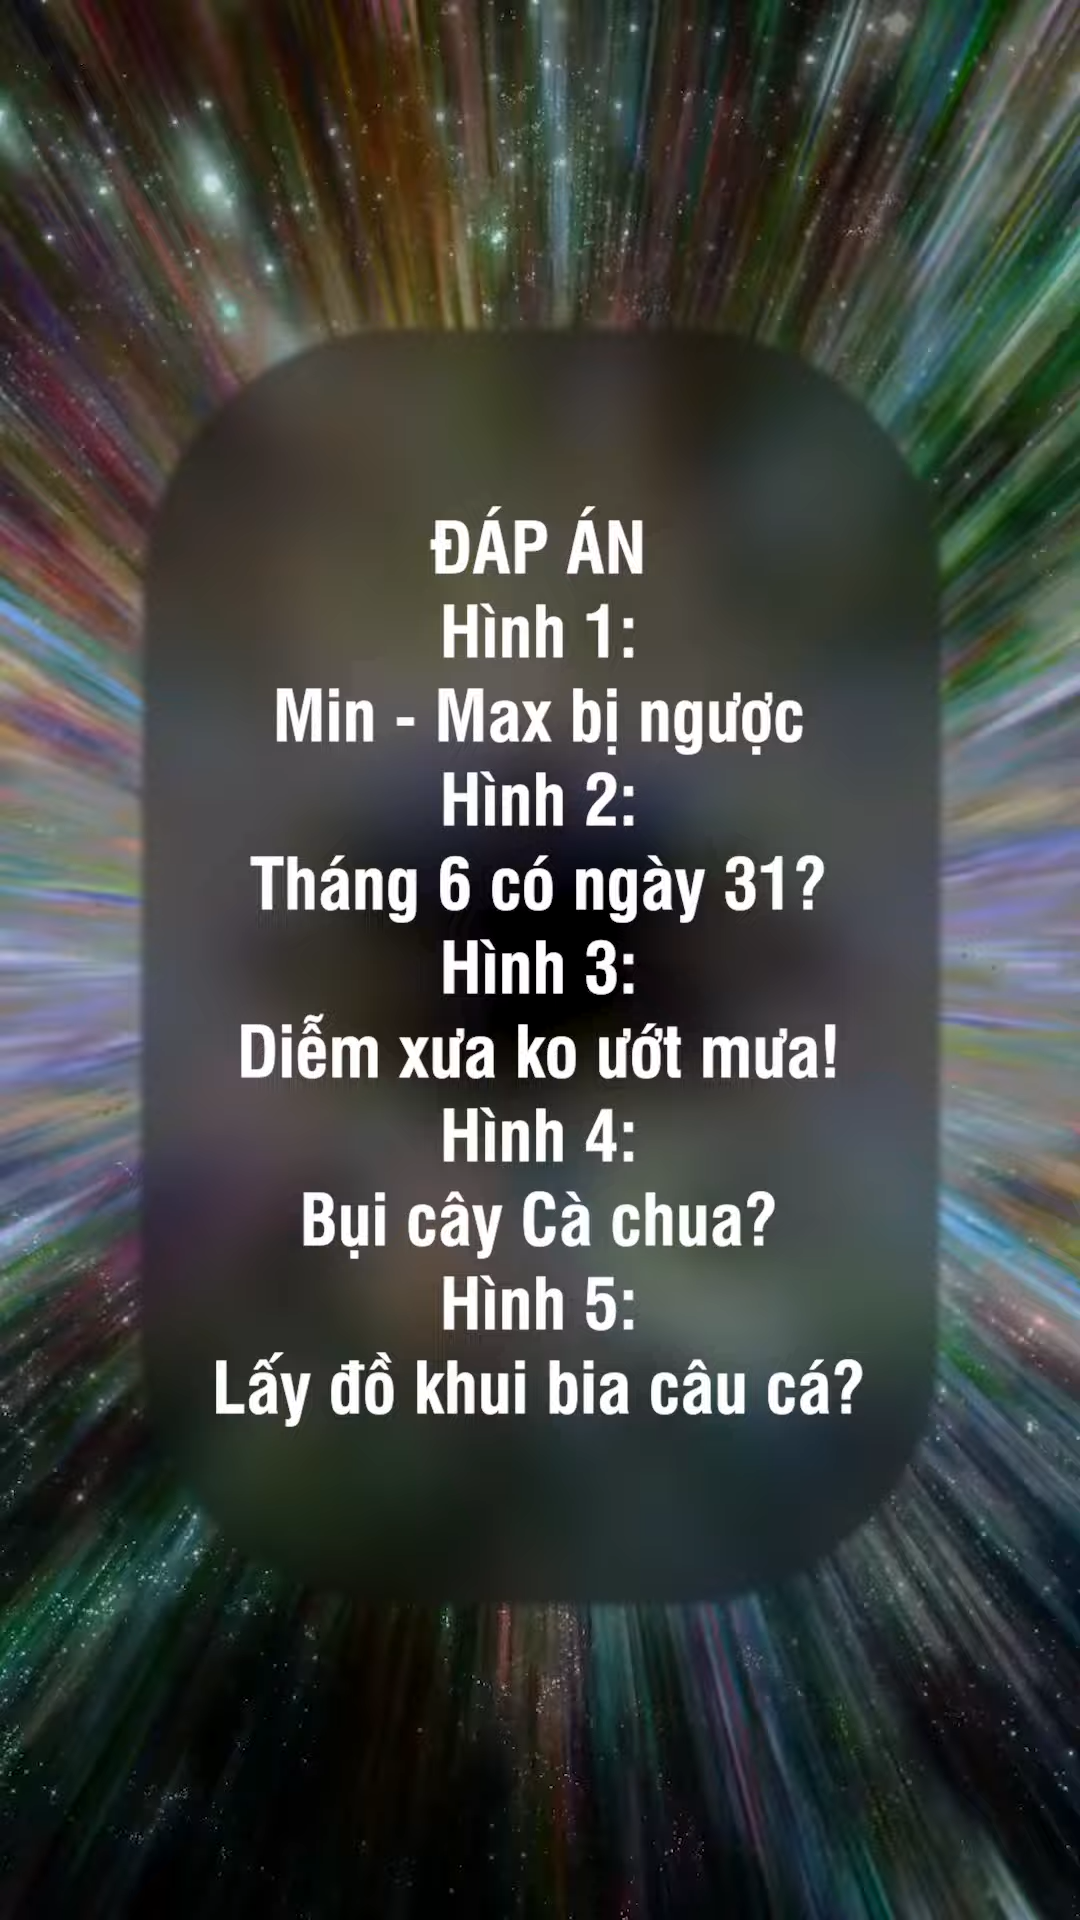 ĐÁP ÁN
Hình 1:
Min - Max bị ngược
Hình 2:
Tháng 6 có ngày 31?
Hình 3:
Diễm xưa ko ướt mưa!
Hình 4:
Bụi cây Cà chua?
Hình 5:
Lấy đồ khui bia câu cá?